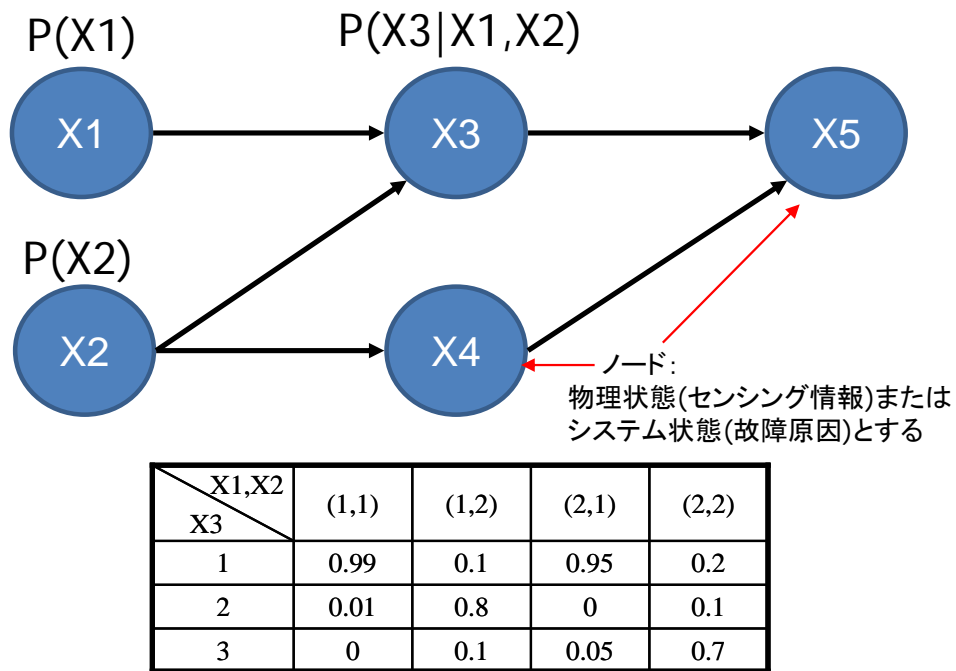 P(X1)
P(X3|X1,X2)
X1
X3
X5
P(X2)
X2
X4
ノード:
物理状態(センシング情報)または
システム状態(故障原因)とする
X1,X2
X3
(1,1) (1,2) (2,1) (2,2)
1 0.99 0.1 0.95 0.2
2 0.01 0.8 0 0.1
3 0 0.1 0.05 0.7